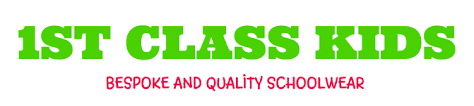 1ST CLASS KIDS
BESPOKE AND QUALITY SCHOOLWEAR